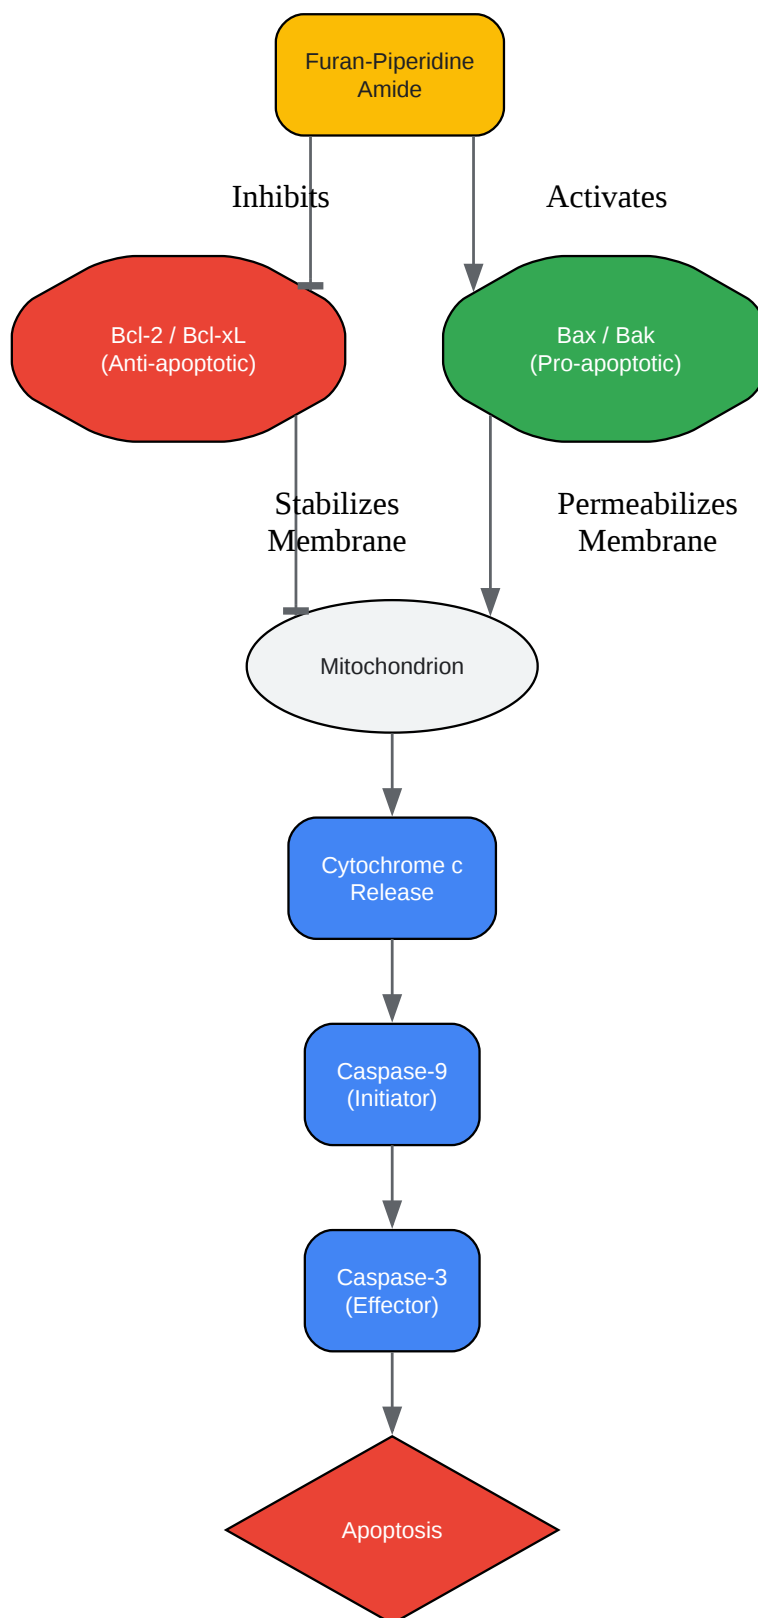 Furan-Piperidine
Amide
Inhibits
Activates
Bcl-2 / Bcl-xL
(Anti-apoptotic)
Bax / Bak
(Pro-apoptotic)
Stabilizes
Membrane
Permeabilizes
Membrane
Mitochondrion
Cytochrome c
Release
Caspase-9
(Initiator)
Caspase-3
(Effector)
Apoptosis